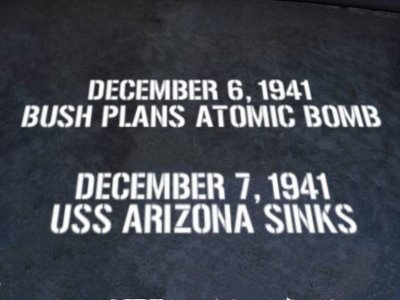 DECEMBER 6, 1941
BUSH PLANS ATOMIC BOMB
DECEMBER 7, 1941
USS ARIZONA SINKS